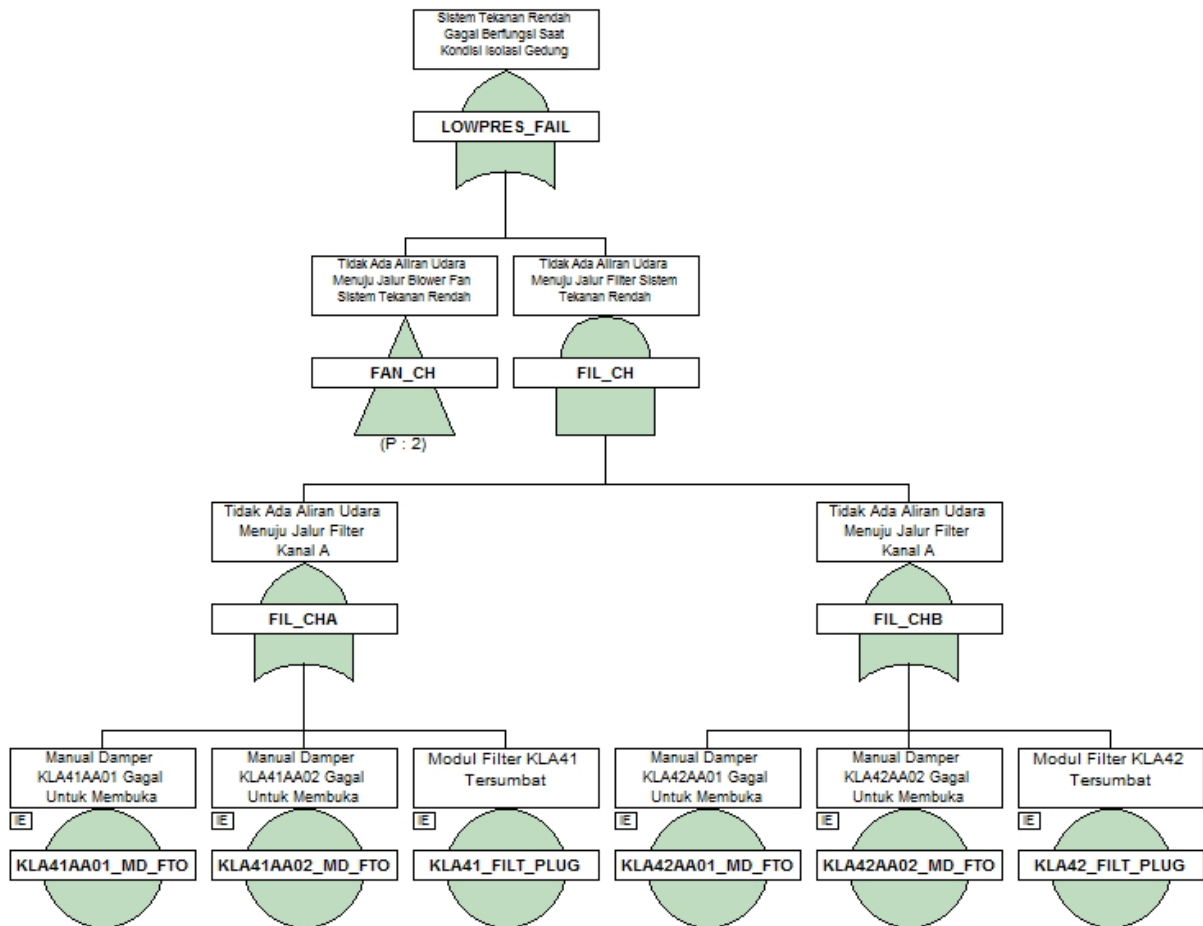 Sistem Tekanan Rendah
Gagal Berfungsi Saat
Kondisi Isolasi Gedung
LOWPRES_FAIL
Tidak Ada Aliran Udara
Menuju Jalur Blower Fan
Sistem Tekanan Rendah
FAN_CH
(P : 2)
Tidak Ada Aliran Udara
Menuju Jalur Filter Sistem
Tekanan Rendah
FIL_CH
Tidak Ada Aliran Udara
Menuju Jalur Filter
Kanal A
FIL_CHA
Tidak Ada Aliran Udara
Menuju Jalur Filter
Kanal A
FIL_CHB
Manual Damper
KLA41AA01 Gagal
Untuk Membuka
IE
KLA41AA01_MD_FTO
Manual Damper
KLA41AA02 Gagal
Untuk Membuka
IE
KLA41AA02_MD_FTO
Modul Filter KLA41
Tersumbat
IE
KLA41_FILT_PLUG
Manual Damper
KLA42AA01 Gagal
Untuk Membuka
IE
KLA42AA01_MD_FTO
Manual Damper
KLA42AA02 Gagal
Untuk Membuka
IE
KLA42AA02_MD_FTO
Modul Filter KLA42
Tersumbat
IE
KLA42_FILT_PLUG